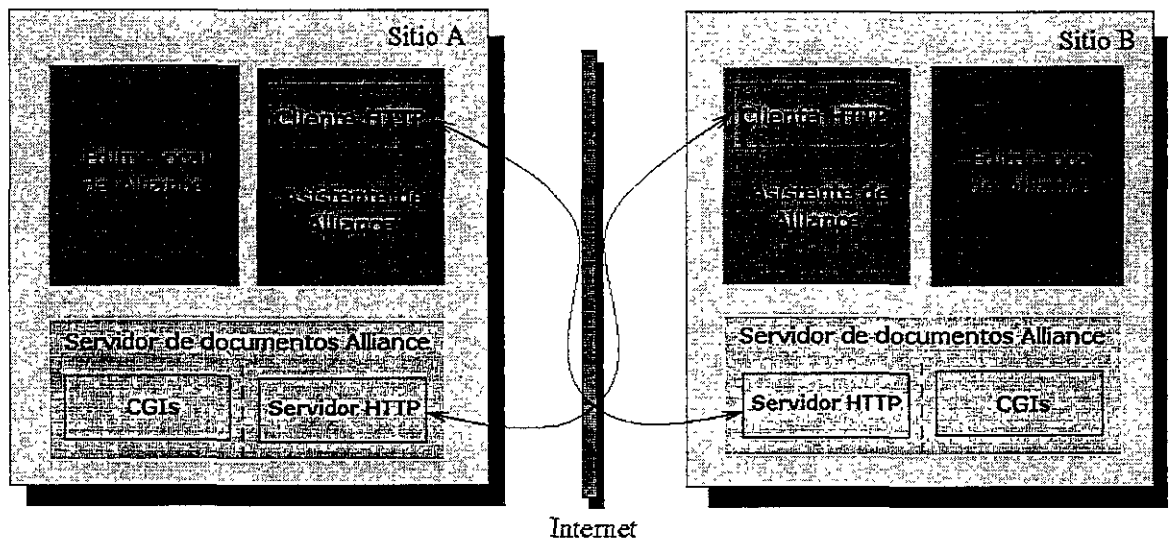 Sitio A
Cliente HTTP
Asistente de
Alliance
Servidor de documentos Alliance
CGIs
Servidor HTTP
Internet
Sitio B
Cliente HTTP
Asistente de
Alliance
Servidor de documentos Alliance
Servidor HTTP
CGIs